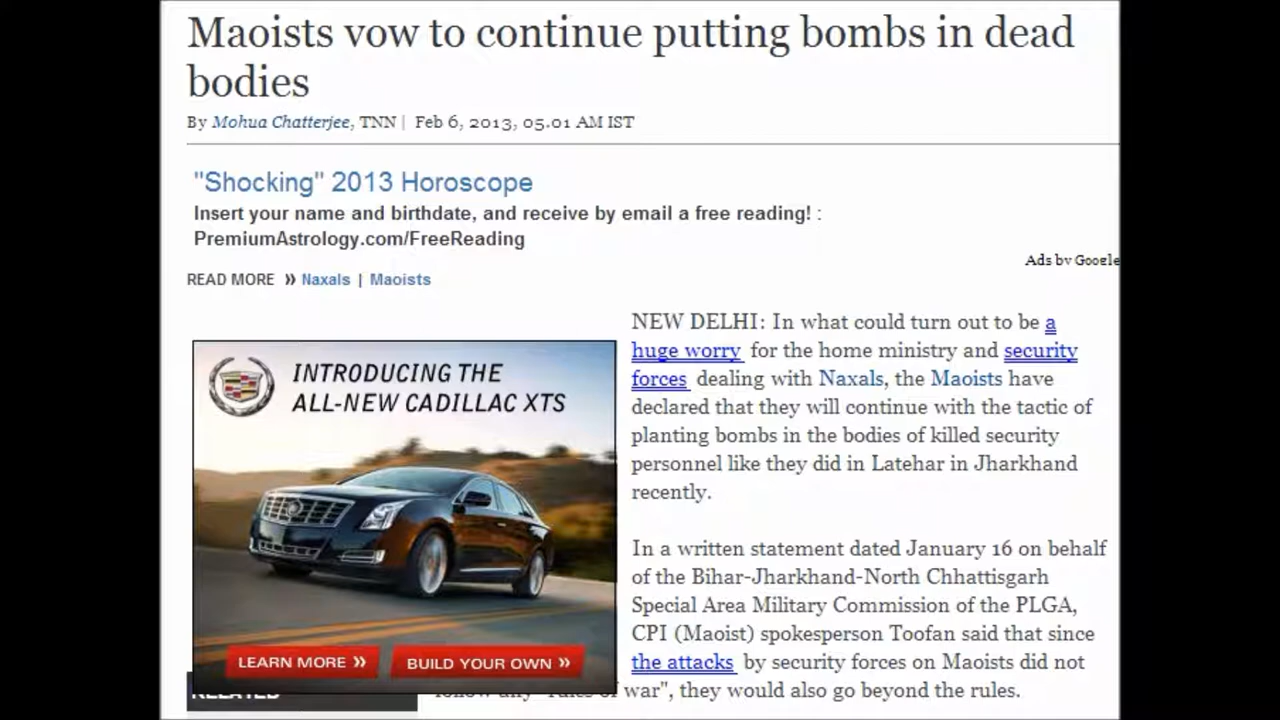 Maoists vow to continue putting bombs in dead
bodies
By Mohua Chatterjee, TNN | Feb 6, 2013, 05.01 AM IST
"Shocking" 2013 Horoscope
Insert your name and birthdate, and receive by email a free reading! :
PremiumAstrology.com/FreeReading
Ads by Google
READ MORE » Naxals | Maoists
INTRODUCING THE
ALL-NEW CADILLAC XTS
LEARN MORE »
BUILD YOUR OWN »
RELATED
NEW DELHI: In what could turn out to be a
huge worry for the home ministry and security
forces dealing with Naxals, the Maoists have
declared that they will continue with the tactic of
planting bombs in the bodies of killed security
personnel like they did in Latehar in Jharkhand
recently.
In a written statement dated January 16 on behalf
of the Bihar-Jharkhand-North Chhattisgarh
Special Area Military Commission of the PLGA,
CPI (Maoist) spokesperson Toofan said that since
the attacks by security forces on Maoists did not
follow any "rules of war", they would also go beyond the rules.